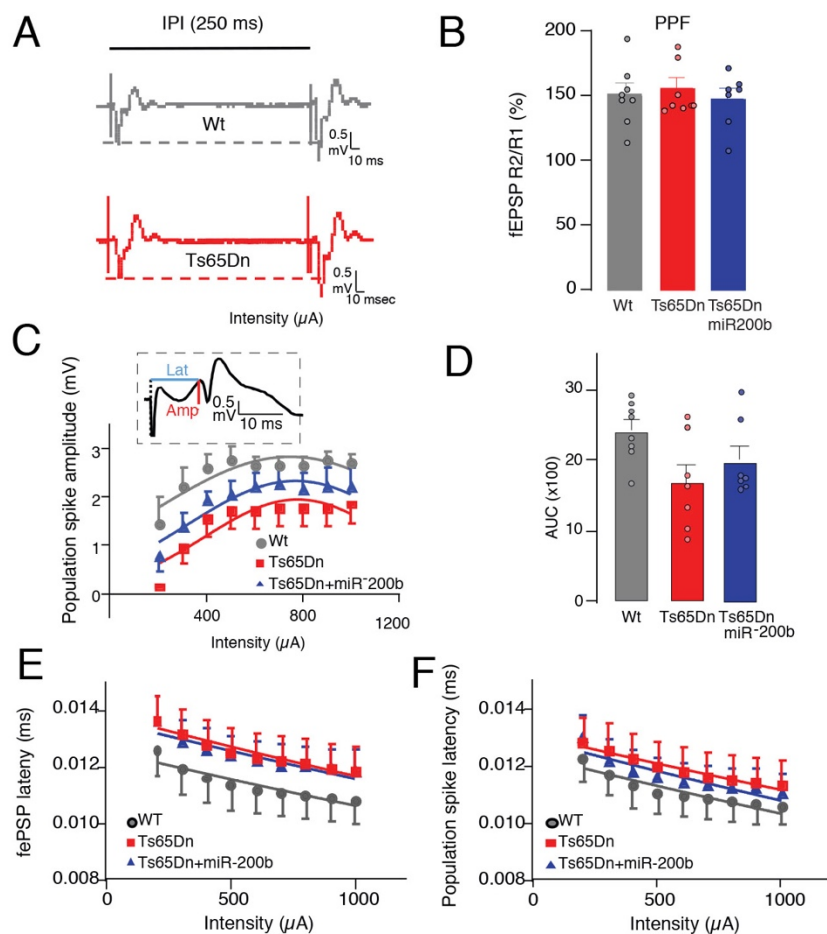 A
IPI (250 ms)
Wt
0.5
mV
10 ms
Ts65Dn
0.5
mV
10 msec
Intensity (µA)
B
PPF
fEPSP R2/R1 (%)
200
150
100
50
0
Wt
Ts65Dn
Ts65Dn
miR200b
C
Population spike amplitude (mV)
Lat
Amp
0.5
mV
10 ms
3
2
1
0
Wt
Ts65Dn
Ts65Dn+miR-200b
400
800
1200
Intensity (µA)
D
AUC (x100)
30
20
10
0
Wt
Ts65Dn
Ts65Dn
miR-200b
E
fePSP lateny (ms)
0.014
0.012
0.010
0.008
WT
Ts65Dn
Ts65Dn+miR-200b
0
500
1000
Intensity (µA)
F
Population spike latency (ms)
0.014
0.012
0.010
0.008
WT
Ts65Dn
Ts65Dn+miR-200b
0
500
1000
Intensity (µA)